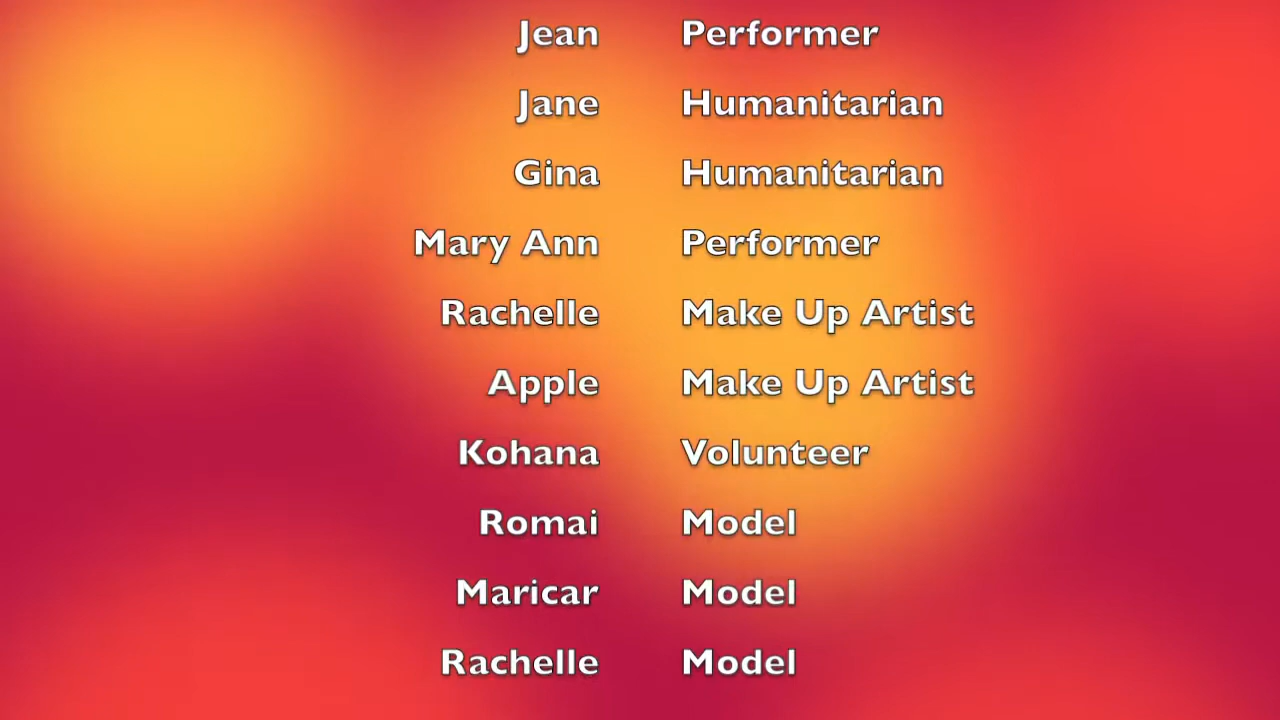 Jean Performer
Jane Humanitarian
Gina Humanitarian
Mary Ann Performer
Rachelle Make Up Artist
Apple Make Up Artist
Kohana Volunteer
Romai Model
Maricar Model
Rachelle Model